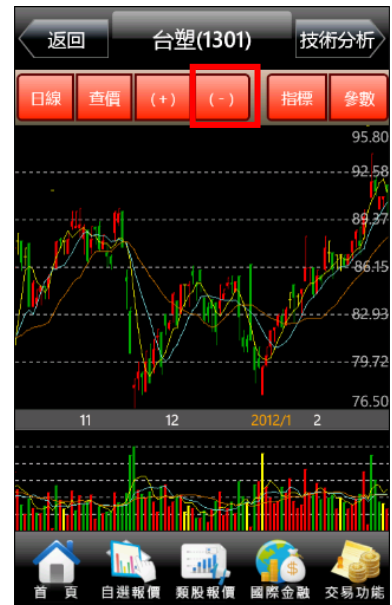 返回 台塑(1301) 技術分析
日線 查價 (+) (-) 指標 參數
95.80
92.58
89.37
86.15
82.93
79.72
76.50
11 12 2012/1 2
首 頁 自選報價 類股報價 國際金融 交易功能